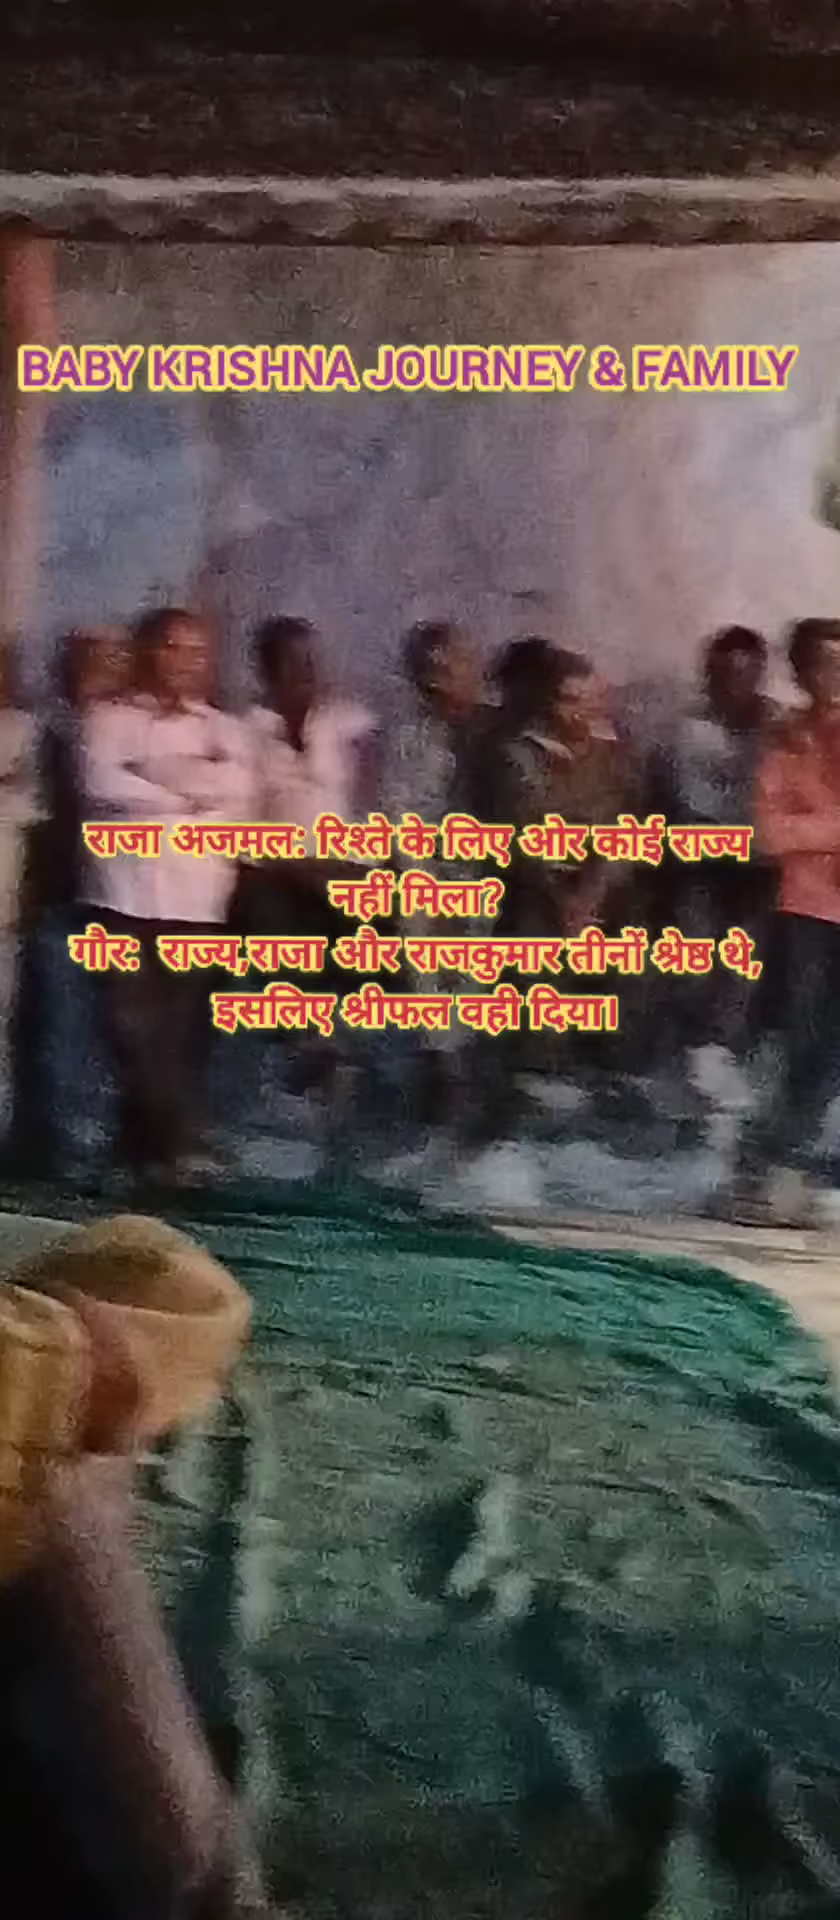 BABY KRISHNA JOURNEY & FAMILY
राजा अजमल: रिश्ते के लिए ओर कोई राज्य
नहीं मिला?
गौर:  राज्य,राजा और राजकुमार तीनों श्रेष्ठ थे,
इसलिए श्रीफल वही दिया।